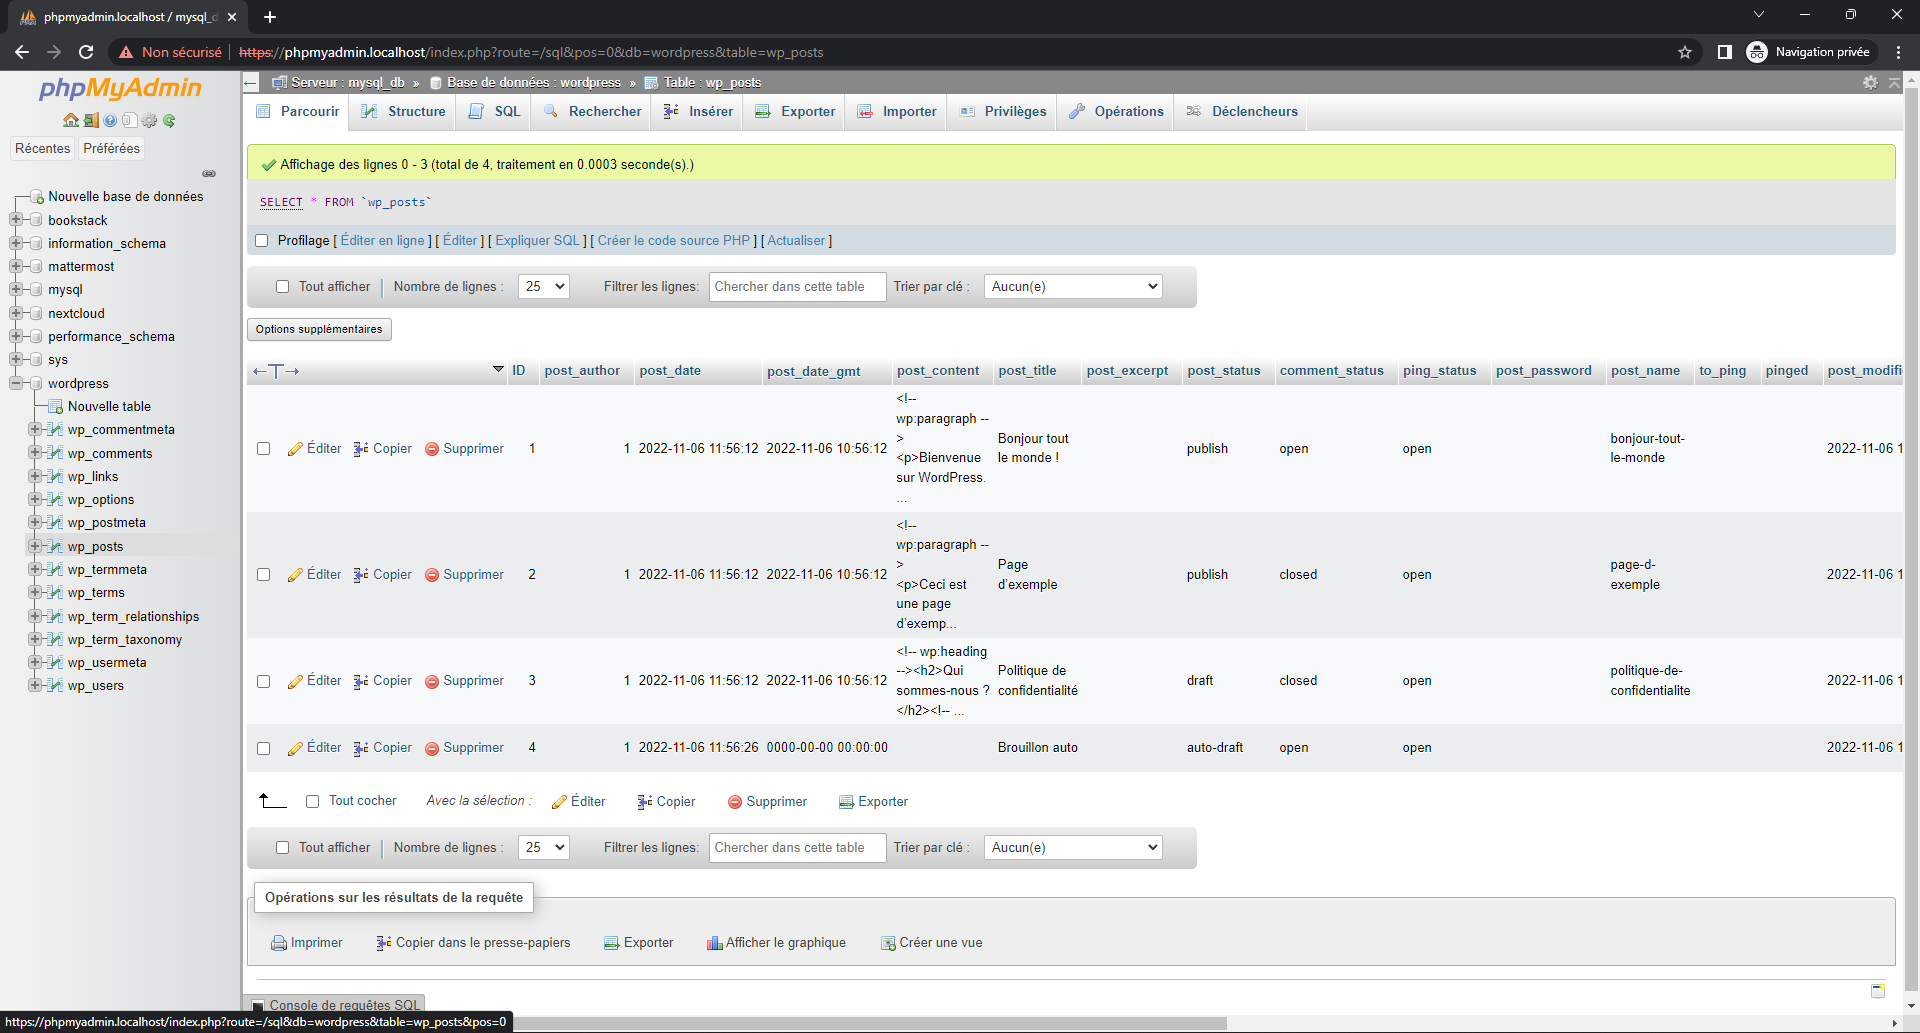 phpmyadmin.localhost / mysql_d
Non sécurisé https://phpmyadmin.localhost/index.php?route=/sql&pos=0&db=wordpress&table=wp_posts Navigation privée
phpMyAdmin
Récentes Préférées
Nouvelle base de données
bookstack
information_schema
mattermost
mysql
nextcloud
performance_schema
sys
wordpress
Nouvelle table
wp_commentmeta
wp_comments
wp_links
wp_options
wp_postmeta
wp_posts
wp_termmeta
wp_terms
wp_term_relationships
wp_term_taxonomy
wp_usermeta
wp_users
Serveur : mysql_db » Base de données : wordpress » Table : wp_posts
Parcourir Structure SQL Rechercher Insérer Exporter Importer Privilèges Opérations Déclencheurs
Affichage des lignes 0 - 3 (total de 4, traitement en 0.0003 seconde(s).)
SELECT * FROM `wp_posts`
Profilage [ Éditer en ligne ] [ Éditer ] [ Expliquer SQL ] [ Créer le code source PHP ] [ Actualiser ]
Tout afficher Nombre de lignes : 25 Filtrer les lignes: Chercher dans cette table Trier par clé : Aucun(e)
Options supplémentaires
←T→ ID post_author post_date post_date_gmt post_content post_title post_excerpt post_status comment_status ping_status post_password post_name to_ping pinged post_modifi
<!--
wp:paragraph --
>
<p>Bienvenue
sur WordPress.
...
Éditer Copier Supprimer 1 1 2022-11-06 11:56:12 2022-11-06 10:56:12
Bonjour tout
le monde !
publish open open
bonjour-tout-
le-monde
2022-11-06 1
<!--
wp:paragraph --
>
<p>Ceci est
une page
d'exemp...
Éditer Copier Supprimer 2 1 2022-11-06 11:56:12 2022-11-06 10:56:12
Page
d'exemple
publish closed open
page-d-
exemple
2022-11-06 1
<!-- wp:heading
--><h2>Qui
sommes-nous ?
</h2><!-- ...
Éditer Copier Supprimer 3 1 2022-11-06 11:56:12 2022-11-06 10:56:12
Politique de
confidentialité
draft closed open
politique-de-
confidentialite
2022-11-06 1
Éditer Copier Supprimer 4 1 2022-11-06 11:56:26 0000-00-00 00:00:00 Brouillon auto auto-draft open open 2022-11-06 1
Tout cocher Avec la sélection : Éditer Copier Supprimer Exporter
Tout afficher Nombre de lignes : 25 Filtrer les lignes: Chercher dans cette table Trier par clé : Aucun(e)
Opérations sur les résultats de la requête
Imprimer Copier dans le presse-papiers Exporter Afficher le graphique Créer une vue
Console de requêtes SQL
https://phpmyadmin.localhost/index.php?route=/sql&db=wordpress&table=wp_posts&pos=0